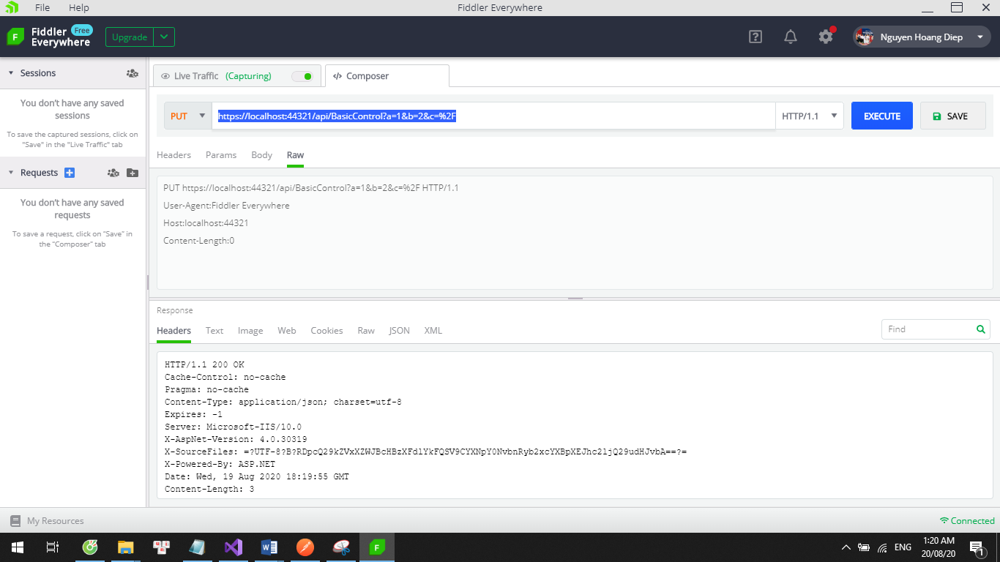 File Help Fiddler Everywhere
Fiddler Free
Everywhere
Upgrade
Nguyen Hoang Diep
Sessions
You don't have any saved
sessions
To save the captured sessions, click on
"Save" in the "Live Traffic" tab
Requests
You don't have any saved
requests
To save a request, click on "Save" in
the "Composer" tab
Live Traffic (Capturing)
Composer
PUT https://localhost:44321/api/BasicControl?a=1&b=2&c=%2F HTTP/1.1 EXECUTE SAVE
Headers Params Body Raw
PUT https://localhost:44321/api/BasicControl?a=1&b=2&c=%2F HTTP/1.1
User-Agent:Fiddler Everywhere
Host:localhost:44321
Content-Length:0
Response
Headers Text Image Web Cookies Raw JSON XML Find
HTTP/1.1 200 OK
Cache-Control: no-cache
Pragma: no-cache
Content-Type: application/json; charset=utf-8
Expires: -1
Server: Microsoft-IIS/10.0
X-AspNet-Version: 4.0.30319
X-SourceFiles: =?UTF-8?B?RDpcQ29kZVxXZWJBcHBzXFdlYkFQSV9CYXNpY0NvbnRyb2xcYXBpXEJhc2ljQ29udHJvbA==?=
X-Powered-By: ASP.NET
Date: Wed, 19 Aug 2020 18:19:55 GMT
Content-Length: 3
My Resources
Connected
ENG
1:20 AM
20/08/20
1